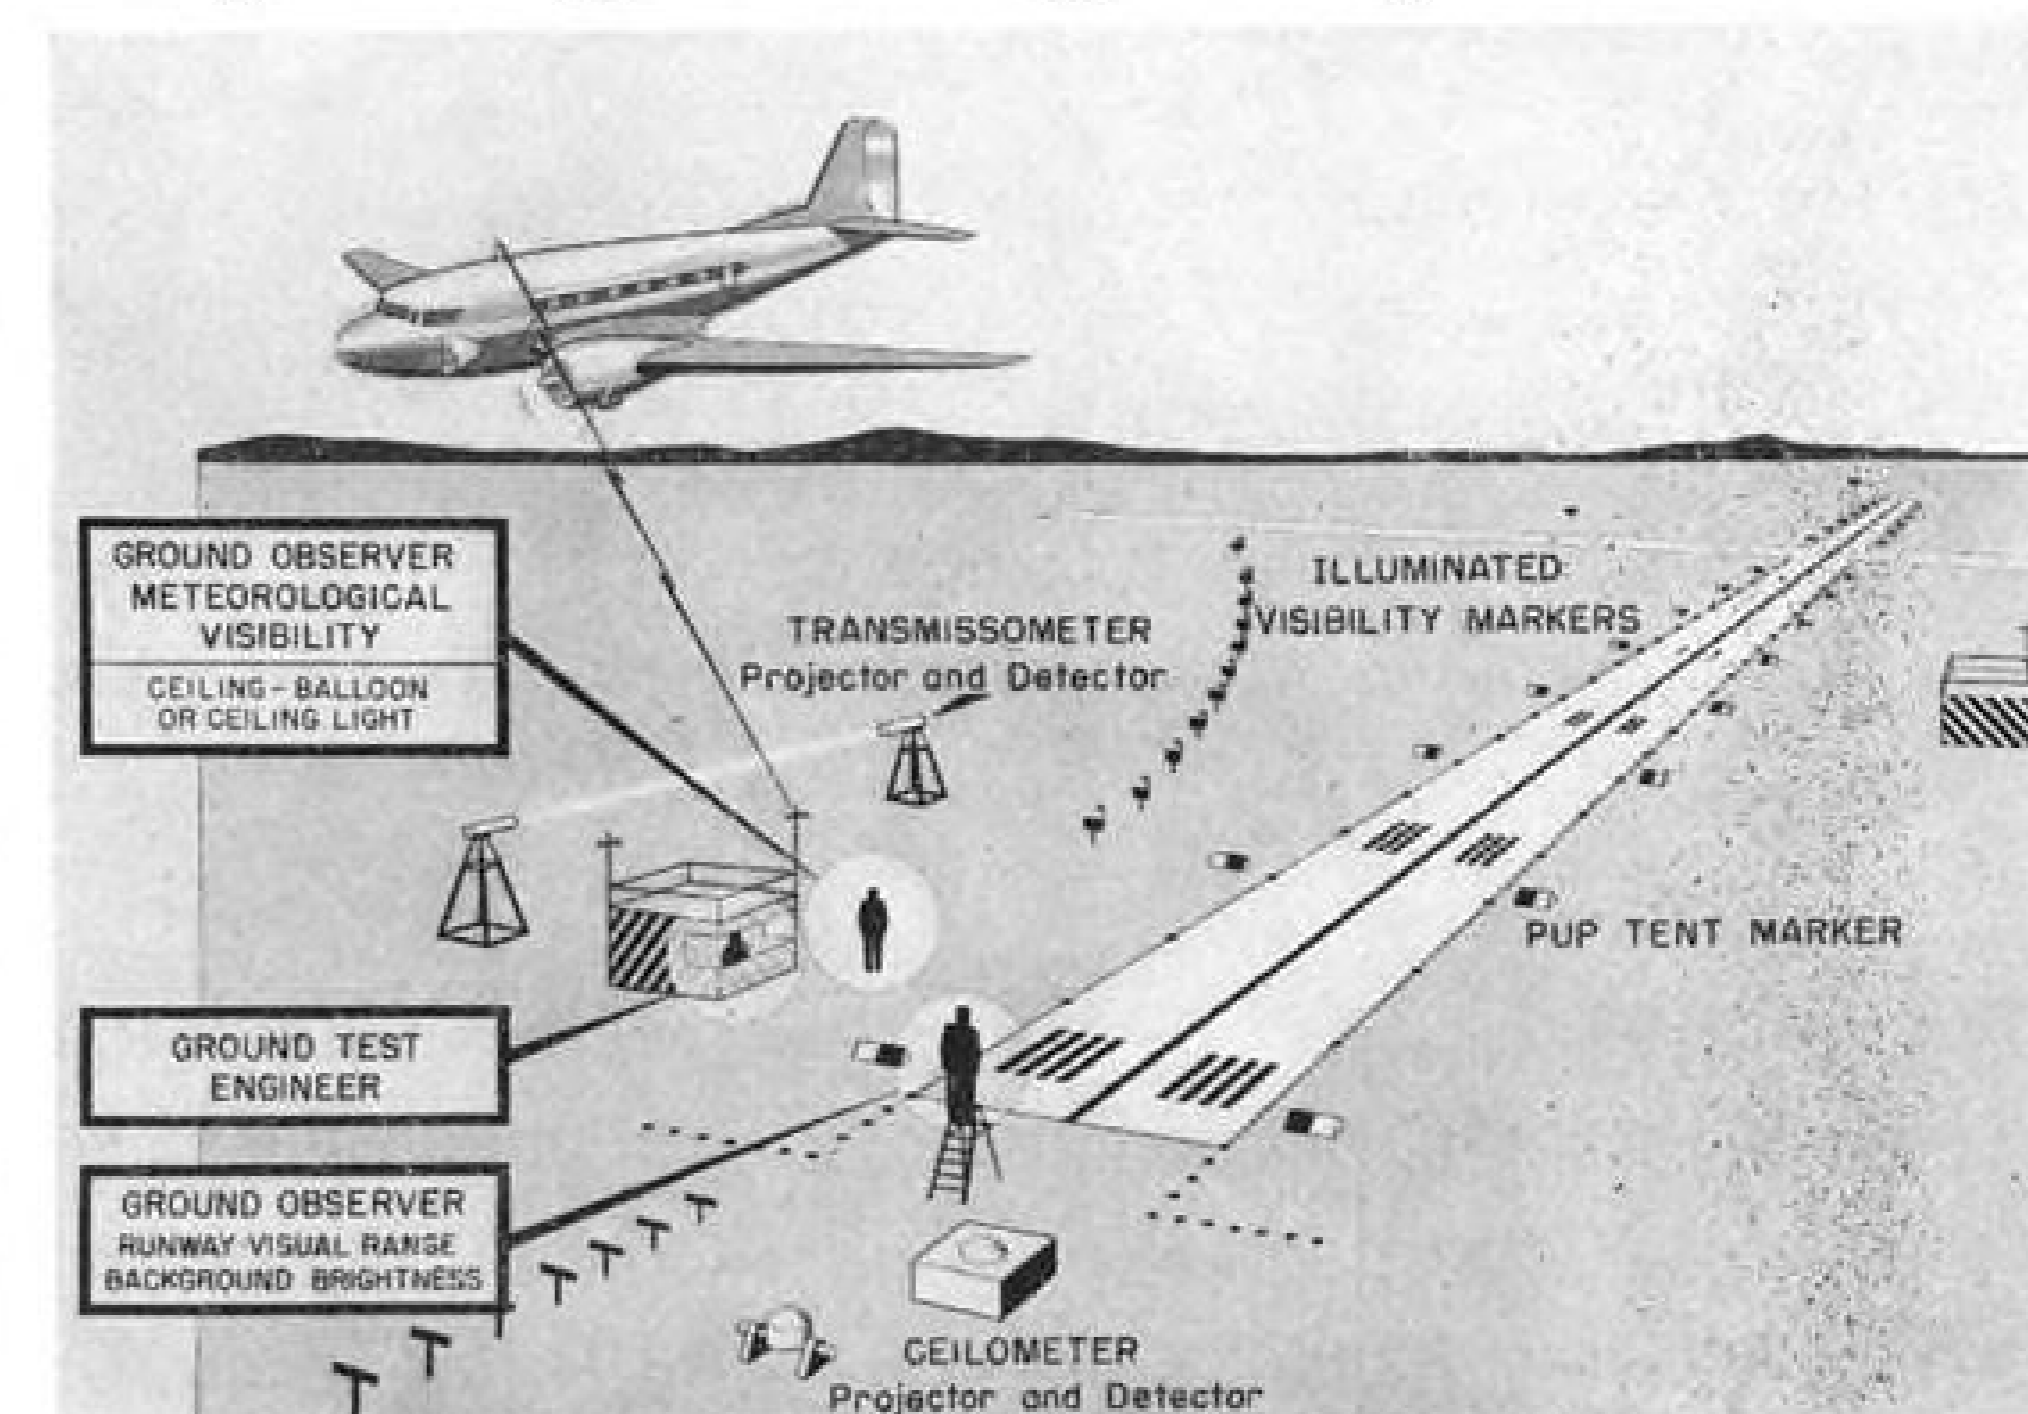 GROUND OBSERVER
METEOROLOGICAL
VISIBILITY
CEILING-BALLOON
OR CEILING LIGHT
TRANSMISSOMETER
Projector and Detector
ILLUMINATED
VISIBILITY MARKERS
PUP TENT MARKER
GROUND TEST
ENGINEER
GROUND OBSERVER
RUNWAY VISUAL RANGE
BACKGROUND BRIGHTNESS
CEILOMETER
Projector and Detector